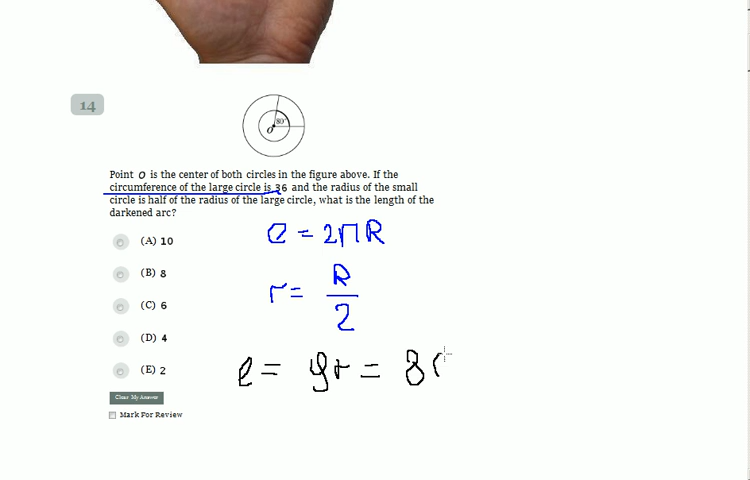 14
80°
O
Point O is the center of both circles in the figure above. If the
circumference of the large circle is 36 and the radius of the small
circle is half of the radius of the large circle, what is the length of the
darkened arc?
(A) 10
(B) 8
(C) 6
(D) 4
(E) 2
C = 2πR
r = R/2
l = θr = 8
Clear My Answer
Mark For Review